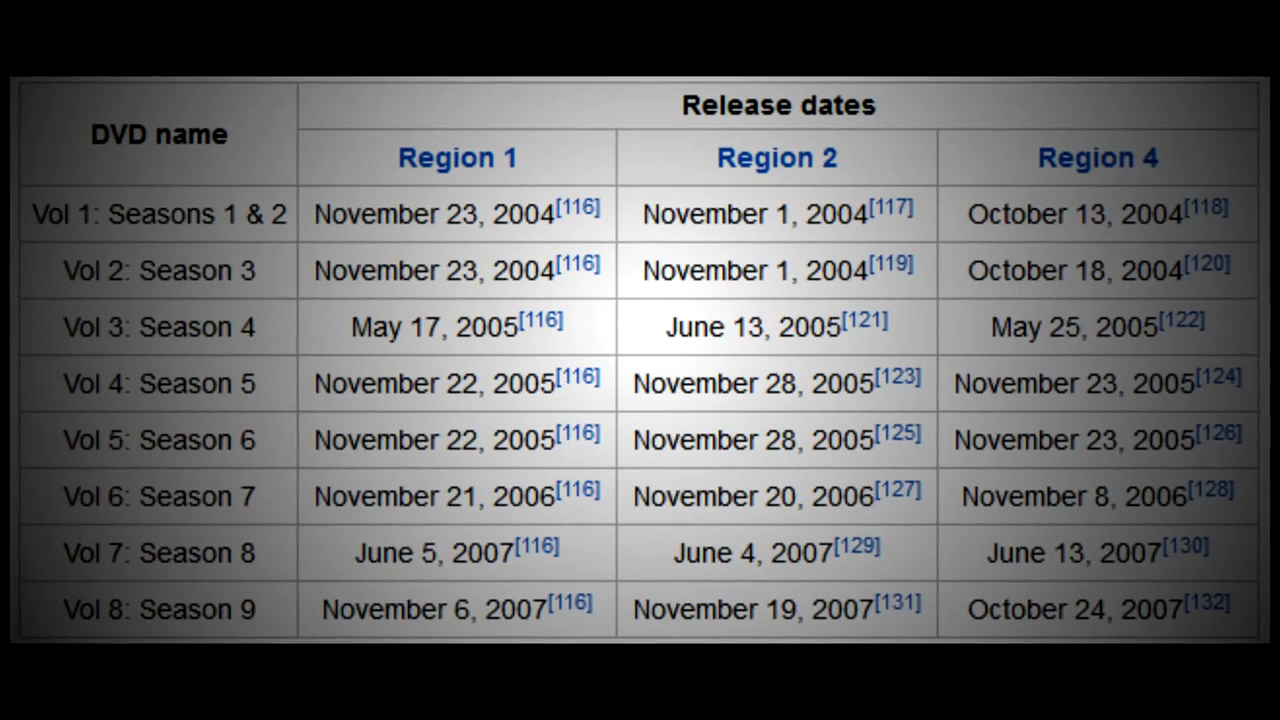 DVD name Release dates
Region 1 Region 2 Region 4
Vol 1: Seasons 1 & 2 November 23, 2004[116] November 1, 2004[117] October 13, 2004[118]
Vol 2: Season 3 November 23, 2004[116] November 1, 2004[119] October 18, 2004[120]
Vol 3: Season 4 May 17, 2005[116] June 13, 2005[121] May 25, 2005[122]
Vol 4: Season 5 November 22, 2005[116] November 28, 2005[123] November 23, 2005[124]
Vol 5: Season 6 November 22, 2005[116] November 28, 2005[125] November 23, 2005[126]
Vol 6: Season 7 November 21, 2006[116] November 20, 2006[127] November 8, 2006[128]
Vol 7: Season 8 June 5, 2007[116] June 4, 2007[129] June 13, 2007[130]
Vol 8: Season 9 November 6, 2007[116] November 19, 2007[131] October 24, 2007[132]